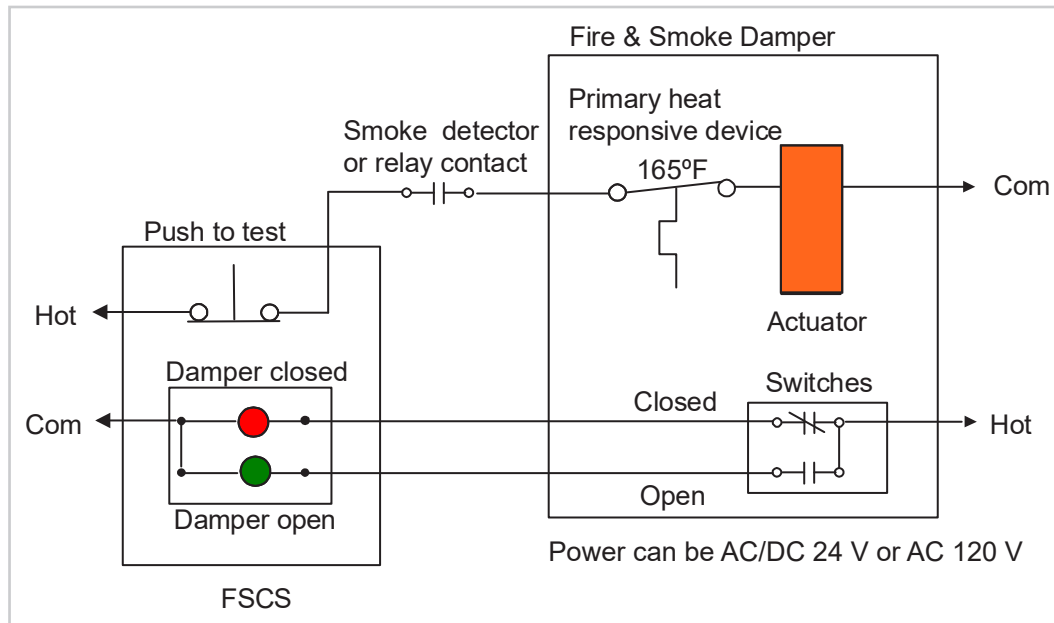 Fire & Smoke Damper
Primary heat
responsive device
Smoke detector
or relay contact
165ºF
Com
Push to test
Hot
Actuator
Damper closed
Switches
Closed
Com
Hot
Open
Damper open
Power can be AC/DC 24 V or AC 120 V
FSCS